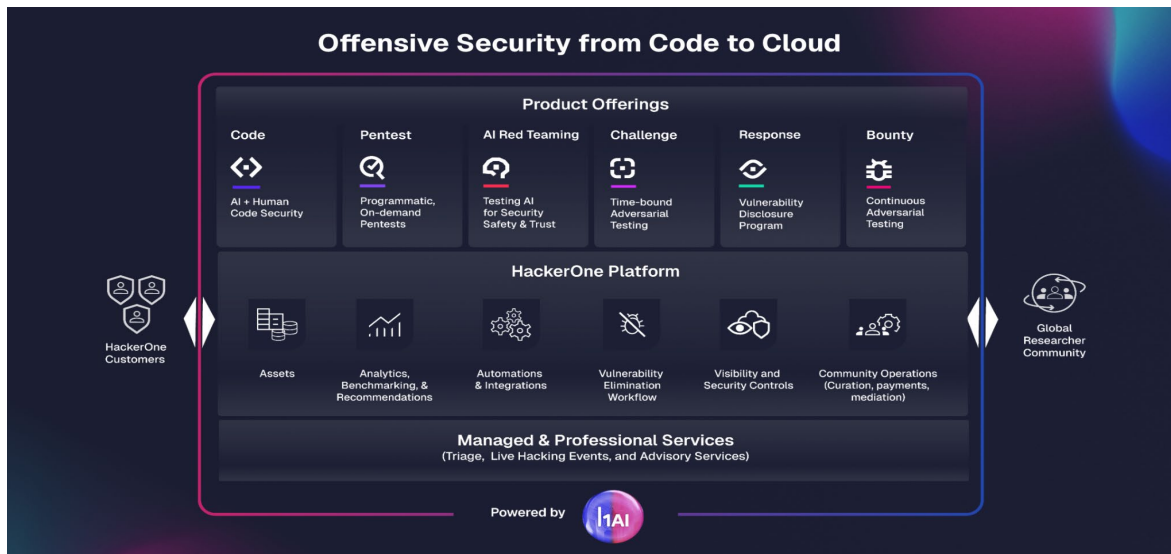 Offensive Security from Code to Cloud
Product Offerings
Code
Pentest
AI Red Teaming
Challenge
Response
Bounty
AI + Human
Code Security
Programmatic,
On-demand
Pentests
Testing AI
for Security
Safety & Trust
Time-bound
Adversarial
Testing
Vulnerability
Disclosure
Program
Continuous
Adversarial
Testing
HackerOne Platform
HackerOne
Customers
Global
Researcher
Community
Assets
Analytics,
Benchmarking, &
Recommendations
Automations
& Integrations
Vulnerability
Elimination
Workflow
Visibility and
Security Controls
Community Operations
(Curation, payments,
mediation)
Managed & Professional Services
(Triage, Live Hacking Events, and Advisory Services)
Powered by
h1AI